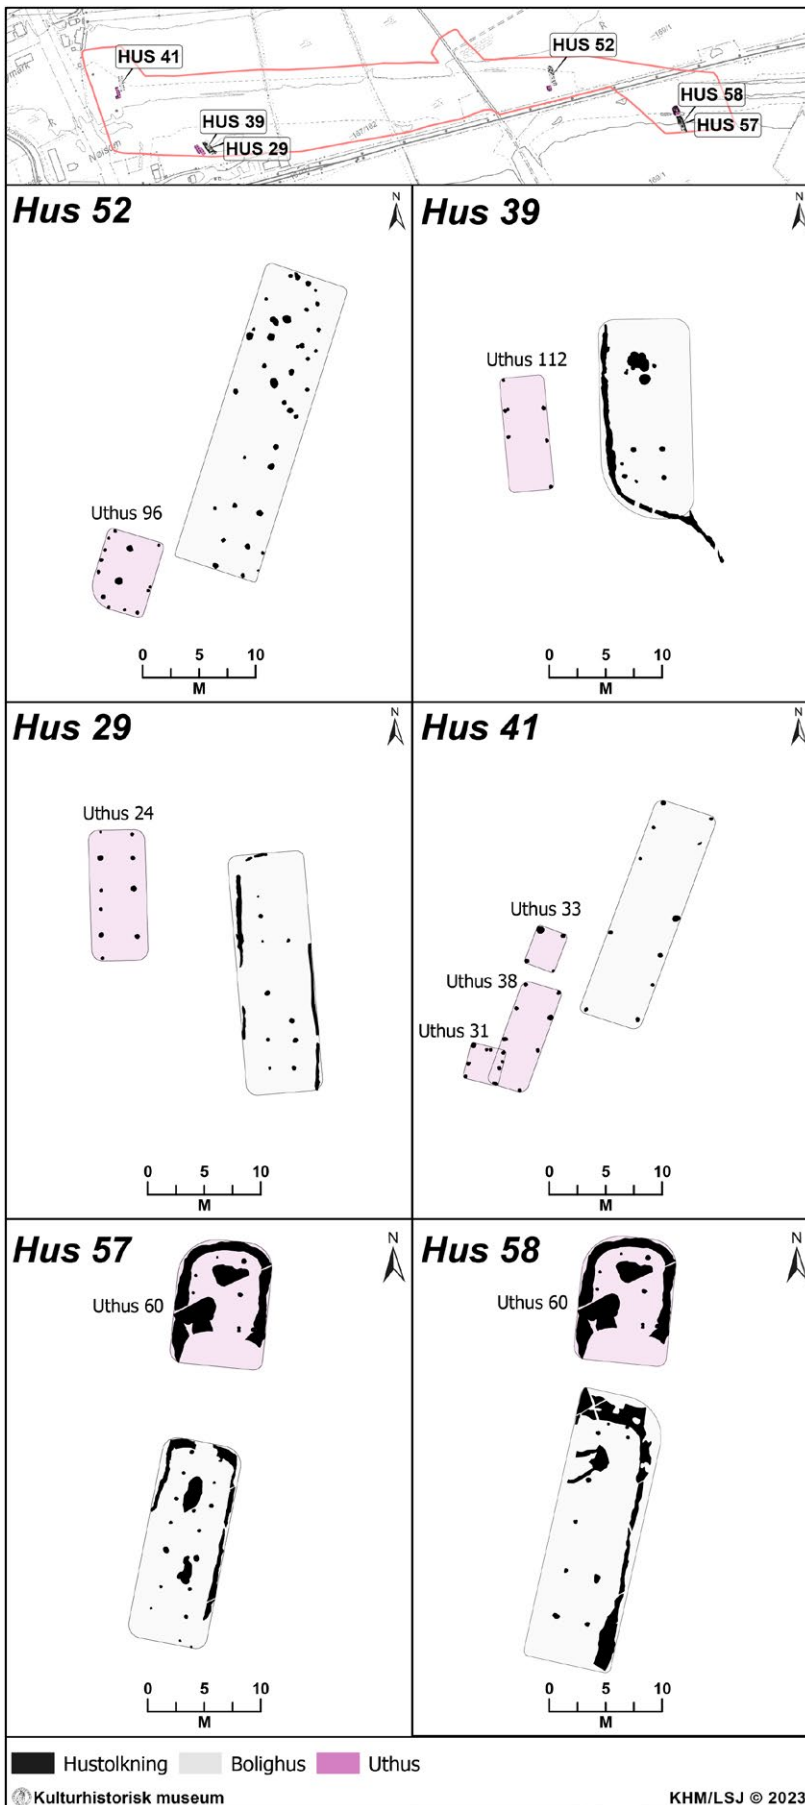 HUS 41
HUS 52
HUS 58
HUS 39
HUS 57
HUS 29
Hus 52
N
Uthus 96
0 5 10
M
Hus 39
N
Uthus 112
0 5 10
M
Hus 29
N
Uthus 24
0 5 10
M
Hus 41
N
Uthus 33
Uthus 38
Uthus 31
0 5 10
M
Hus 57
N
Uthus 60
0 5 10
M
Hus 58
N
Uthus 60
0 5 10
M
Hustolkning Bolighus Uthus
Kulturhistorisk museum KHM/LSJ © 2023